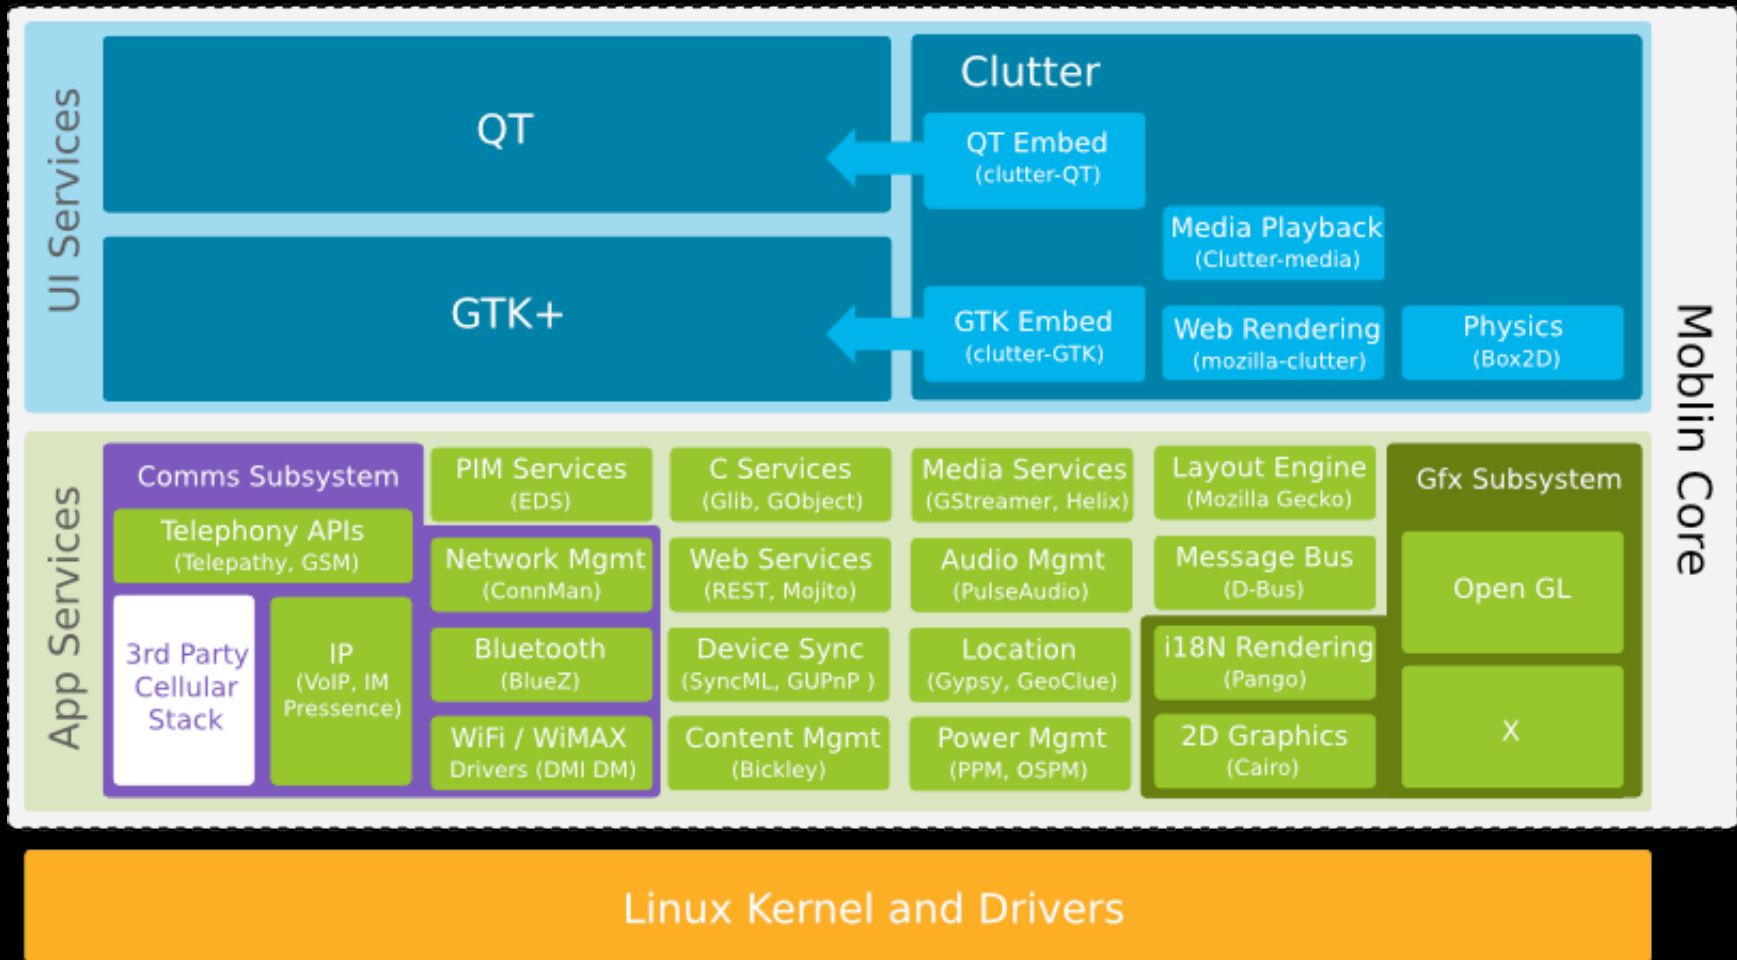 UI Services
QT
GTK+
Clutter
QT Embed
(clutter-QT)
GTK Embed
(clutter-GTK)
Media Playback
(Clutter-media)
Web Rendering
(mozilla-clutter)
Physics
(Box2D)
Moblin Core
App Services
Comms Subsystem
Telephony APIs
(Telepathy, GSM)
3rd Party
Cellular
Stack
IP
(VoIP, IM
Pressence)
PIM Services
(EDS)
Network Mgmt
(ConnMan)
Bluetooth
(BlueZ)
WiFi / WiMAX
Drivers (DMI DM)
C Services
(Glib, GObject)
Web Services
(REST, Mojito)
Device Sync
(SyncML, GUPnP )
Content Mgmt
(Bickley)
Media Services
(GStreamer, Helix)
Audio Mgmt
(PulseAudio)
Location
(Gypsy, GeoClue)
Power Mgmt
(PPM, OSPM)
Layout Engine
(Mozilla Gecko)
Message Bus
(D-Bus)
i18N Rendering
(Pango)
2D Graphics
(Cairo)
Gfx Subsystem
Open GL
X
Linux Kernel and Drivers